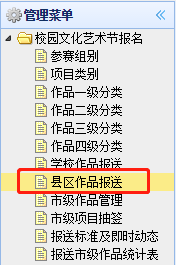 管理菜单
校园文化艺术节报名
参赛组别
项目类别
作品一级分类
作品二级分类
作品三级分类
作品四级分类
学校作品报送
县区作品报送
市级作品管理
市级项目抽签
报送标准及即时动态
报送市级作品统计表